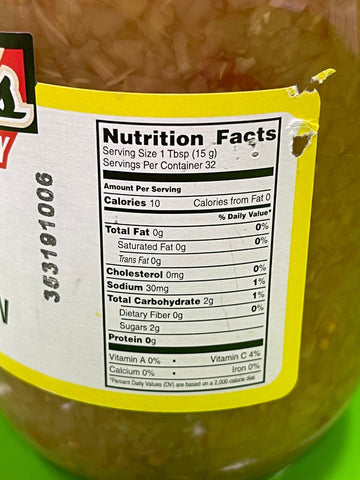 Nutrition Facts
Serving Size 1 Tbsp (15 g)
Servings Per Container 32
Amount Per Serving
Calories 10 Calories from Fat 0
% Daily Value*
Total Fat 0g 0%
Saturated Fat 0g 0%
Trans Fat 0g
Cholesterol 0mg 0%
Sodium 30mg 1%
Total Carbohydrate 2g 1%
Dietary Fiber 0g 0%
Sugars 2g
Protein 0g
Vitamin A 0% • Vitamin C 4%
Calcium 0% • Iron 0%
*Percent Daily Values (DV) are based on a 2,000 calorie diet.
353191006